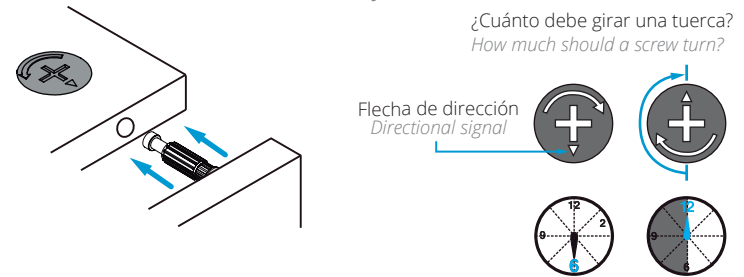 ¿Cuánto debe girar una tuerca?
How much should a screw turn?
Flecha de dirección
Directional signal
12
2
9
6
12
9
6